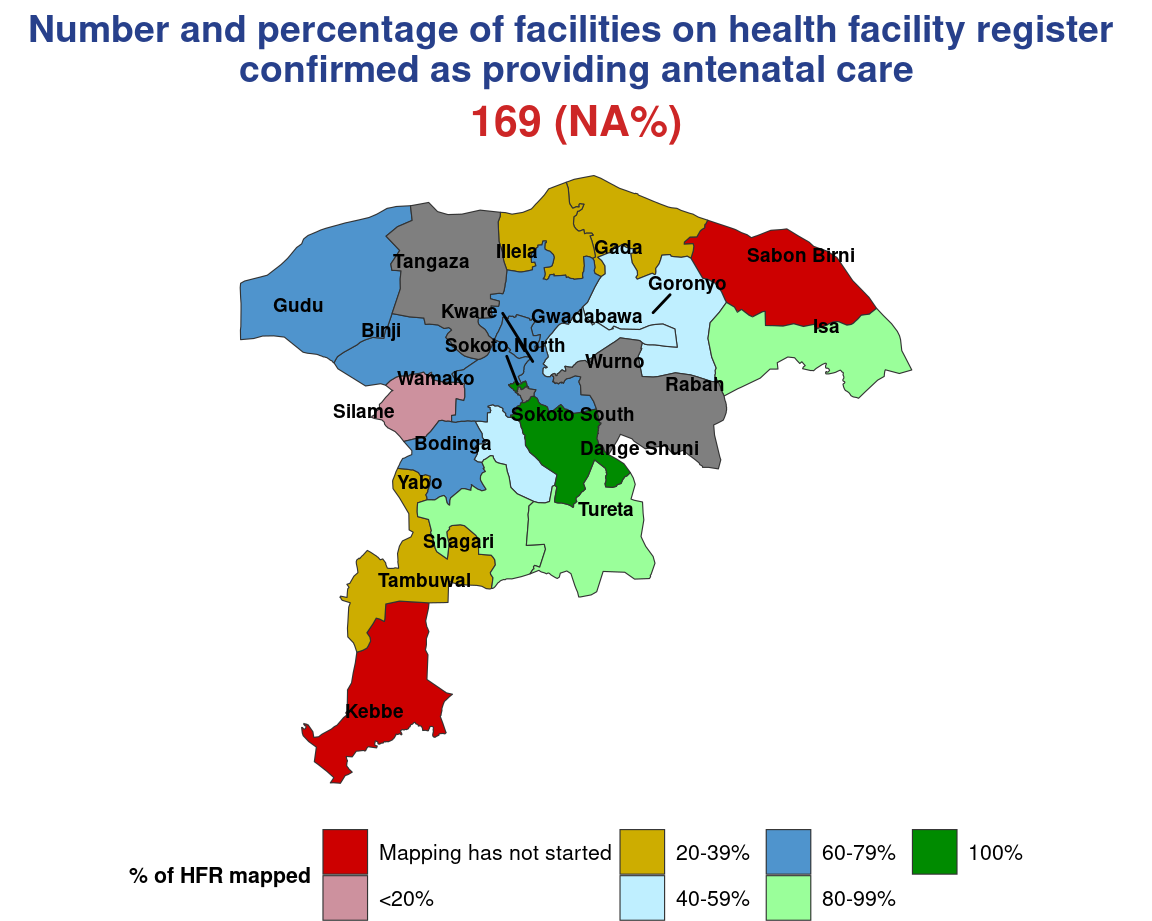 Number and percentage of facilities on health facility register
confirmed as providing antenatal care
169 (NA%)
Illela
Gada
Sabon Birni
Tangaza
Goronyo
Gudu
Kware
Gwadabawa
Binji
Isa
Sokoto North
Wurno
Wamako
Rabah
Silame
Sokoto South
Bodinga
Dange Shuni
Yabo
Tureta
Shagari
Tambuwal
Kebbe
% of HFR mapped
Mapping has not started
<20%
20-39%
40-59%
60-79%
80-99%
100%